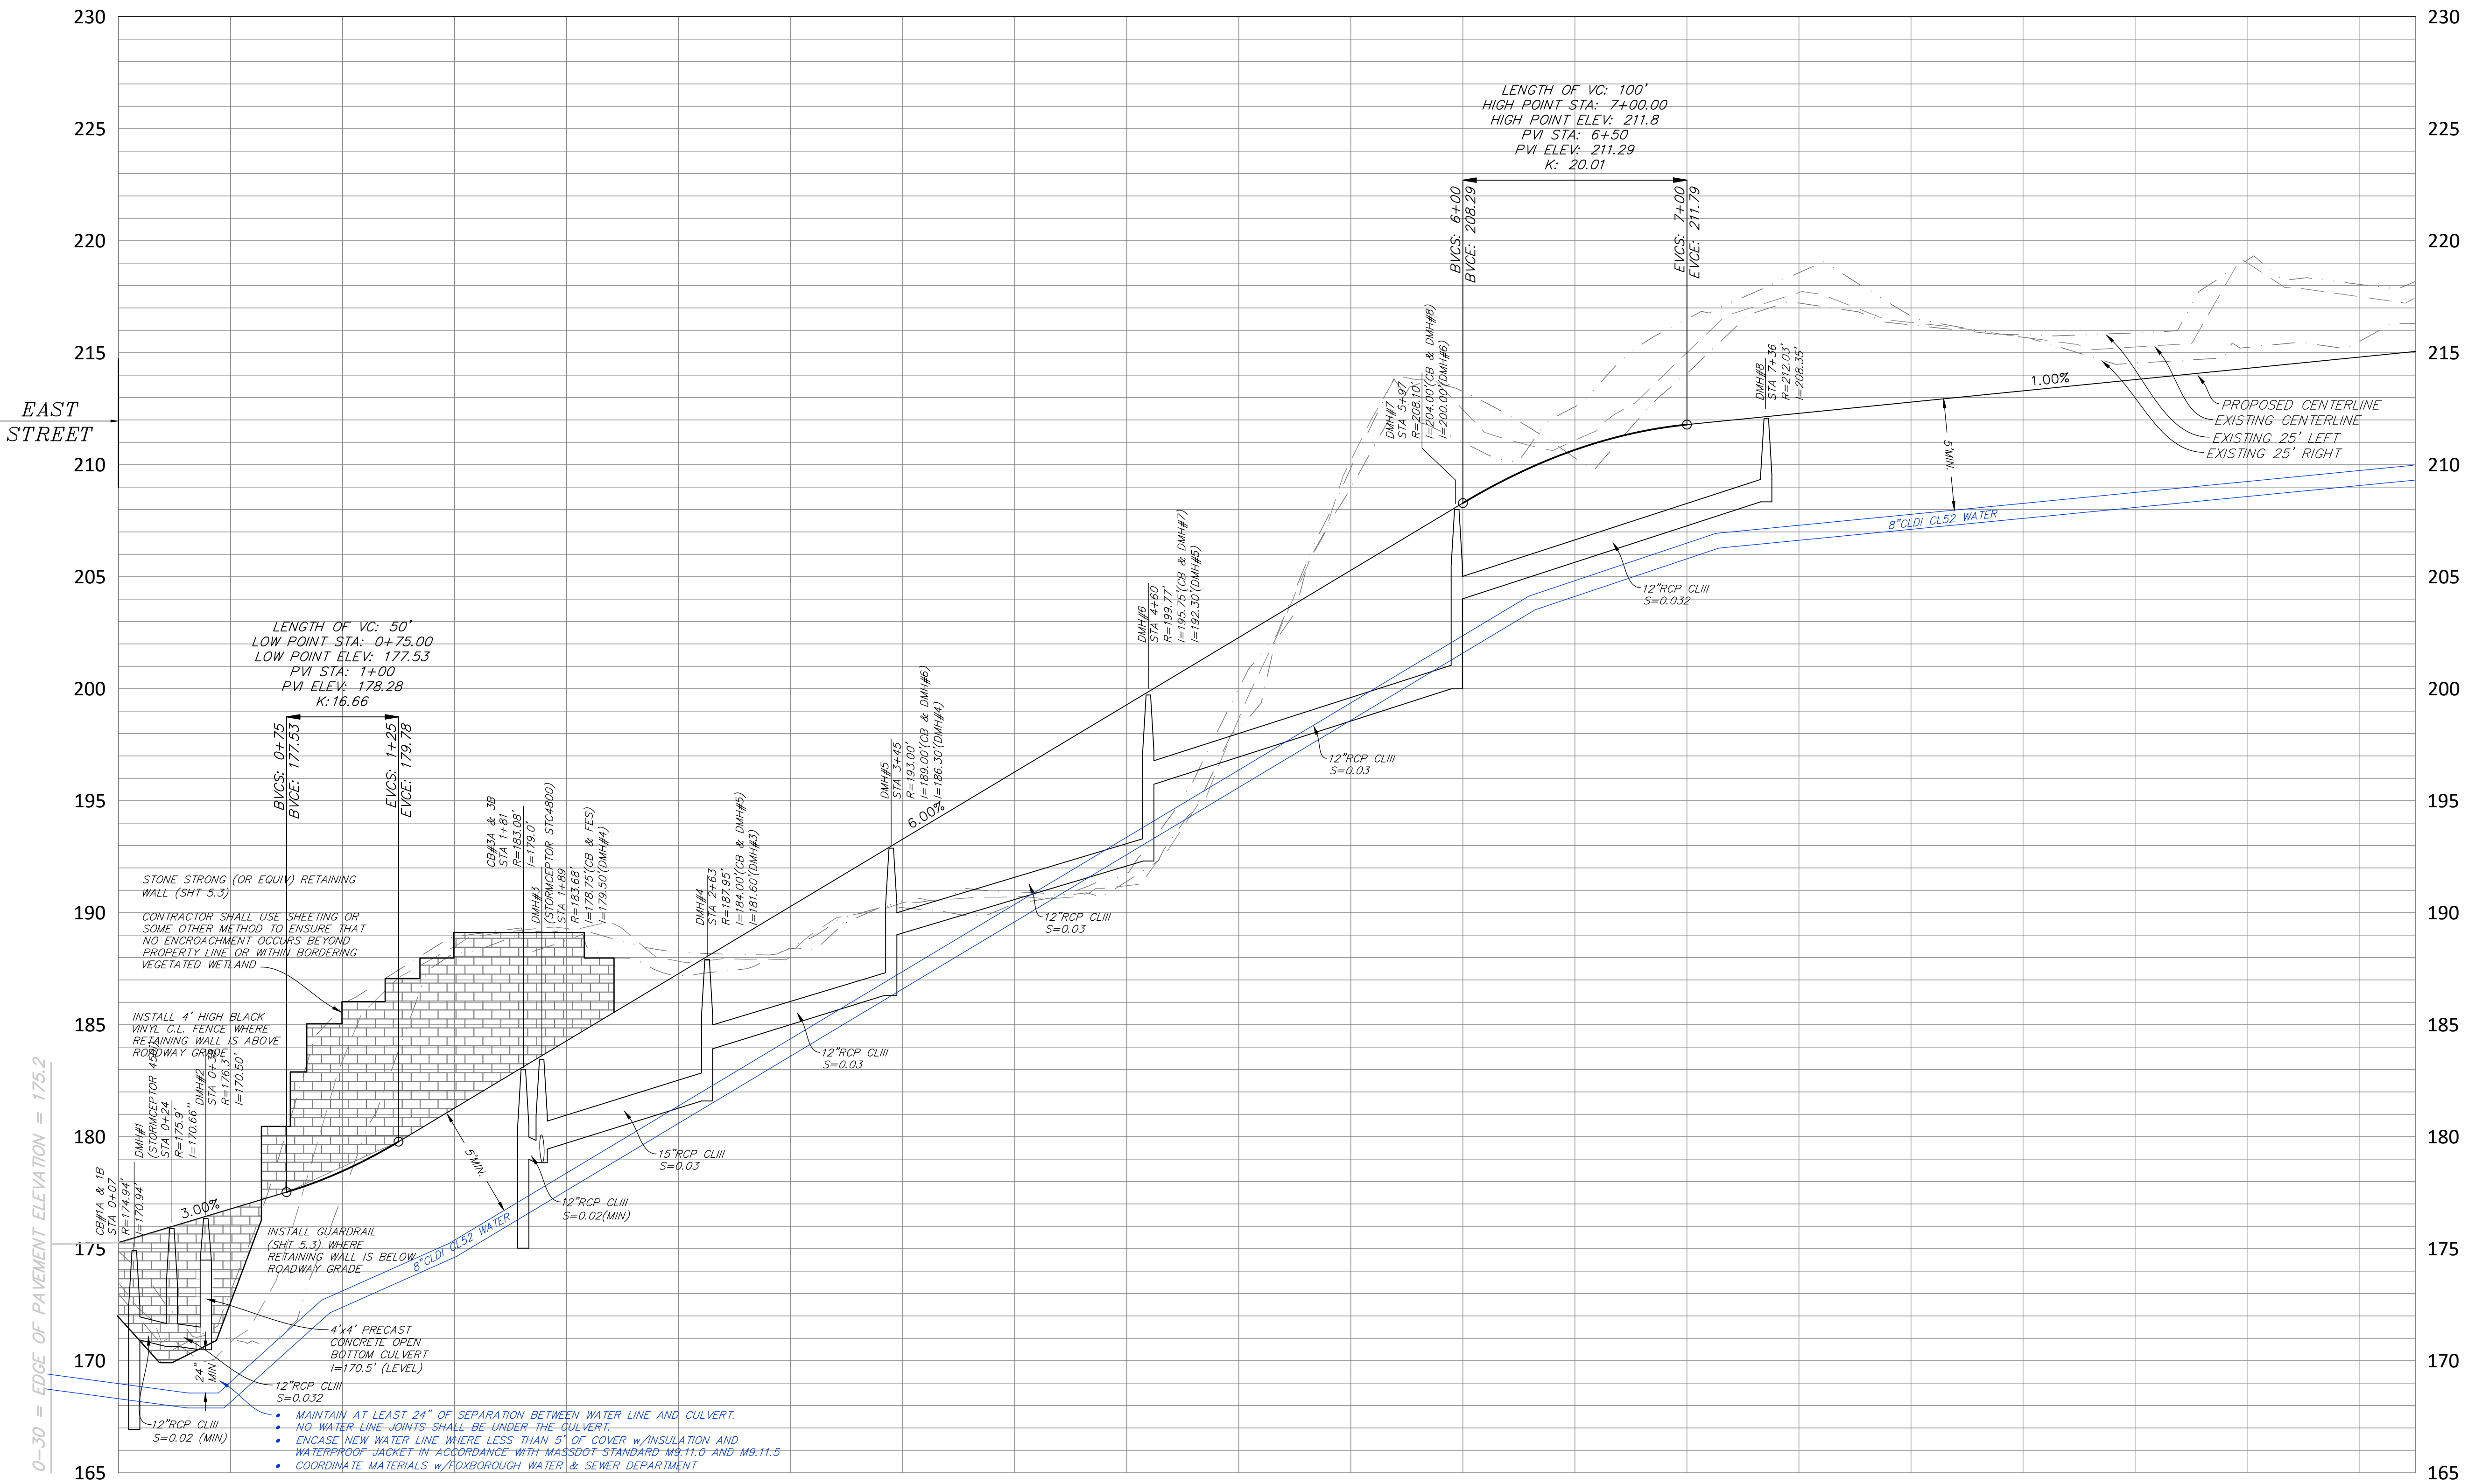 230
225
220
215
210
205
200
195
190
185
180
175
170
165
230
225
220
215
210
205
200
195
190
185
180
175
170
165
EAST
STREET
0-30 = EDGE OF PAVEMENT ELEVATION = 175.2
LENGTH OF VC: 100'
HIGH POINT STA: 7+00.00
HIGH POINT ELEV: 211.8
PVI STA: 6+50
PVI ELEV: 211.29
K: 20.01
BVCS: 6+00
BVCE: 208.29
EVCS: 7+00
EVCE: 211.79
DMH#7
STA 5+97
R=208.10'
I=204.00'(CB & DMH#8)
I=200.00'(DMH#6)
DMH#8
STA 7+36
R=212.03'
I=208.35'
1.00%
PROPOSED CENTERLINE
EXISTING CENTERLINE
EXISTING 25' LEFT
EXISTING 25' RIGHT
5'MIN.
8"CLDI CL52 WATER
12"RCP CLIII
S=0.032
DMH#6
STA 4+60
R=199.77'
I=195.75'(CB & DMH#7)
I=192.30'(DMH#5)
12"RCP CLIII
S=0.03
LENGTH OF VC: 50'
LOW POINT STA: 0+75.00
LOW POINT ELEV: 177.53
PVI STA: 1+00
PVI ELEV: 178.28
K:16.66
BVCS: 0+75
BVCE: 177.53
EVCS: 1+25
EVCE: 179.78
DMH#5
STA 3+45
R=193.00'
I=189.00'(CB & DMH#6)
I=186.30'(DMH#4)
6.00%
12"RCP CLIII
S=0.03
CB#3A & 3B
STA 1+81
R=183.08'
I=179.0'
DMH#3
(STORMCEPTOR STC4800)
STA 1+89
R=183.68'
I=178.75'(CB & FES)
I=179.50'(DMH#4)
DMH#4
STA 2+63
R=187.95'
I=184.00'(CB & DMH#5)
I=181.60'(DMH#3)
12"RCP CLIII
S=0.03
15"RCP CLIII
S=0.03
12"RCP CLIII
S=0.02(MIN)
5'MIN.
8"CLDI CL52 WATER
STONE STRONG (OR EQUIV) RETAINING
WALL (SHT 5.3)
CONTRACTOR SHALL USE SHEETING OR
SOME OTHER METHOD TO ENSURE THAT
NO ENCROACHMENT OCCURS BEYOND
PROPERTY LINE OR WITHIN BORDERING
VEGETATED WETLAND
INSTALL 4' HIGH BLACK
VINYL C.L. FENCE WHERE
RETAINING WALL IS ABOVE
ROADWAY GRADE
CB#1A & 1B
STA 0+07
R=174.94'
I=170.94'
DMH#1
(STORMCEPTOR 450i)
STA 0+24
R=175.9'
I=170.66''
DMH#2
STA 0+39
R=176.3'
I=170.50'
3.00%
INSTALL GUARDRAIL
(SHT 5.3) WHERE
RETAINING WALL IS BELOW
ROADWAY GRADE
4'x4' PRECAST
CONCRETE OPEN
BOTTOM CULVERT
I=170.5' (LEVEL)
24"
MIN
12"RCP CLIII
S=0.032
12"RCP CLIII
S=0.02 (MIN)
• MAINTAIN AT LEAST 24" OF SEPARATION BETWEEN WATER LINE AND CULVERT.
• NO WATER LINE JOINTS SHALL BE UNDER THE CULVERT.
• ENCASE NEW WATER LINE WHERE LESS THAN 5' OF COVER w/INSULATION AND
WATERPROOF JACKET IN ACCORDANCE WITH MASSDOT STANDARD M9.11.0 AND M9.11.5
• COORDINATE MATERIALS w/FOXBOROUGH WATER & SEWER DEPARTMENT